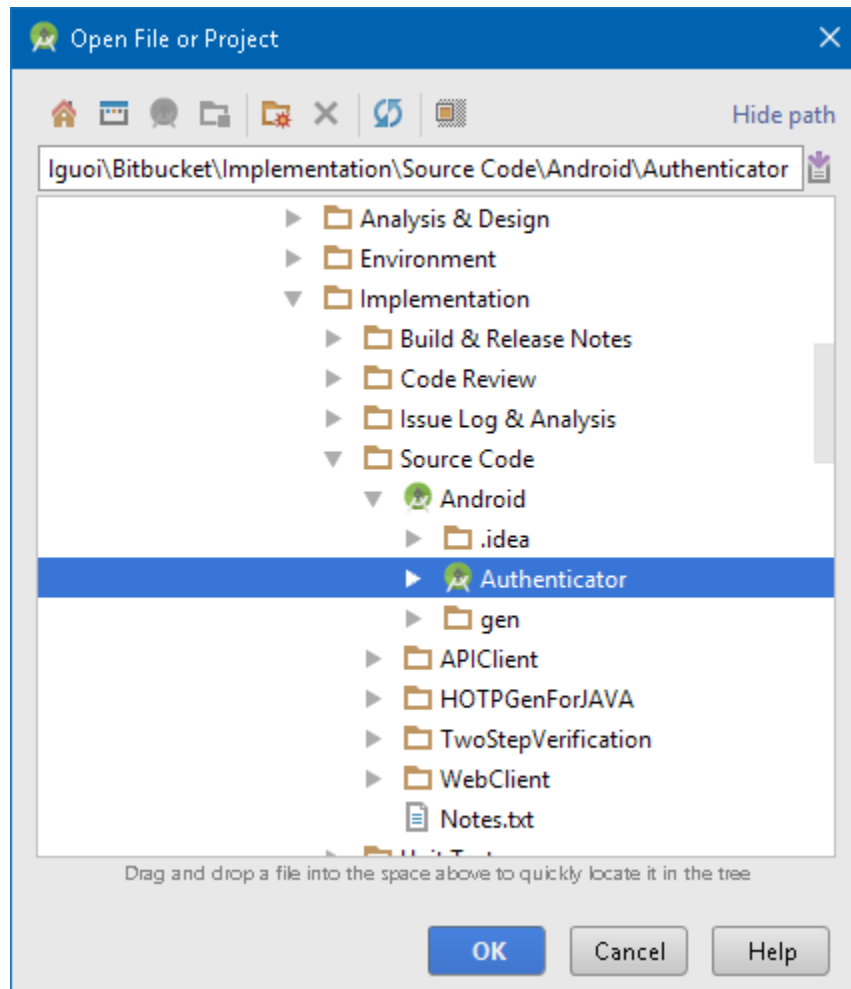 Open File or Project
Hide path
lguoi\Bitbucket\Implementation\Source Code\Android\Authenticator
Analysis & Design
Environment
Implementation
Build & Release Notes
Code Review
Issue Log & Analysis
Source Code
Android
.idea
Authenticator
gen
APIClient
HOTPGenForJAVA
TwoStepVerification
WebClient
Notes.txt
Drag and drop a file into the space above to quickly locate it in the tree
OK Cancel Help